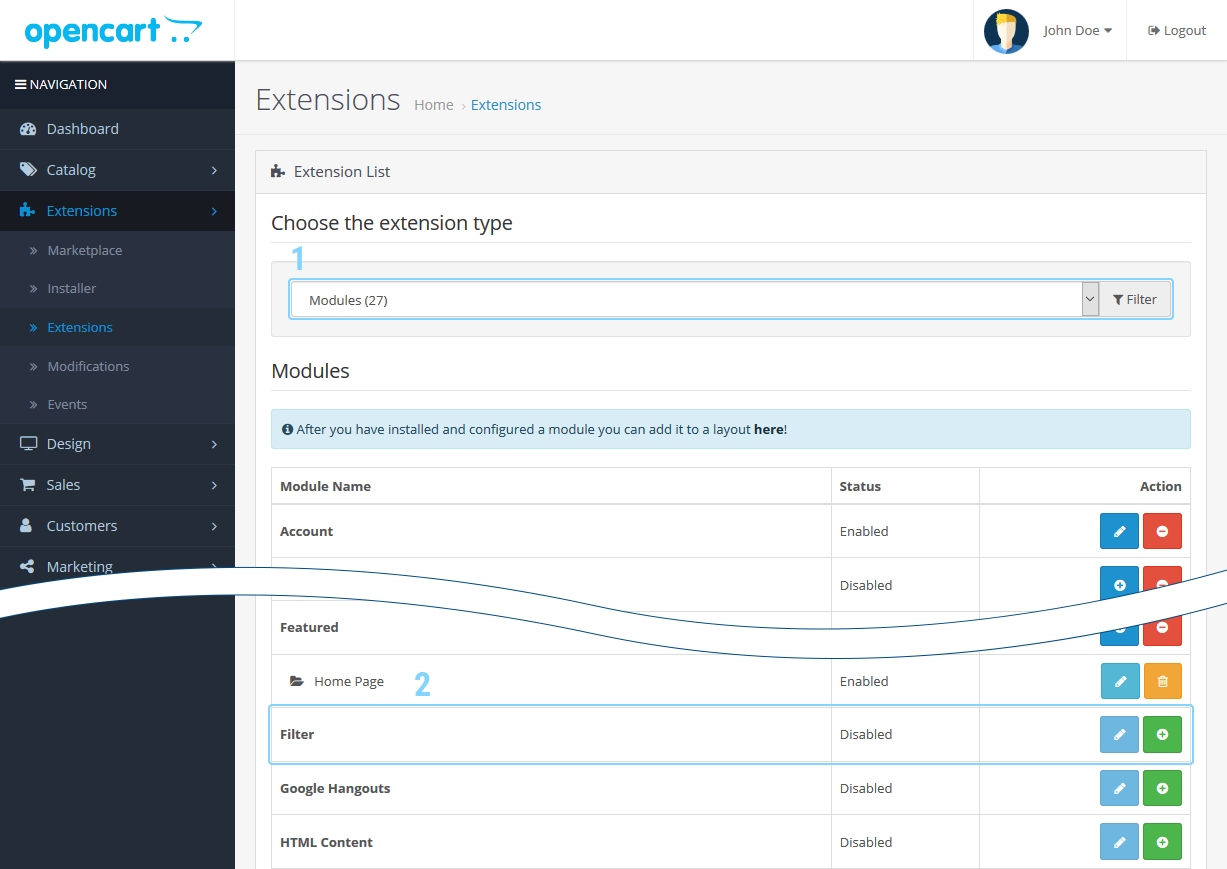 opencart
John Doe
Logout
NAVIGATION
Dashboard
Catalog
Extensions
Marketplace
Installer
Extensions
Modifications
Events
Design
Sales
Customers
Marketing
Extensions Home › Extensions
Extension List
Choose the extension type
1
Modules (27) Filter
Modules
After you have installed and configured a module you can add it to a layout here!
Module Name Status Action
Account Enabled
Disabled
Featured
Home Page 2 Enabled
Filter Disabled
Google Hangouts Disabled
HTML Content Disabled